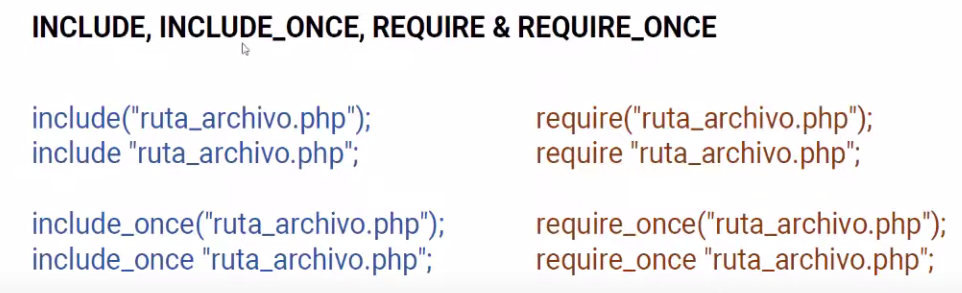 INCLUDE, INCLUDE_ONCE, REQUIRE & REQUIRE_ONCE
include("ruta_archivo.php");
include "ruta_archivo.php";
include_once("ruta_archivo.php");
include_once "ruta_archivo.php";
require("ruta_archivo.php");
require "ruta_archivo.php";
require_once("ruta_archivo.php");
require_once "ruta_archivo.php";